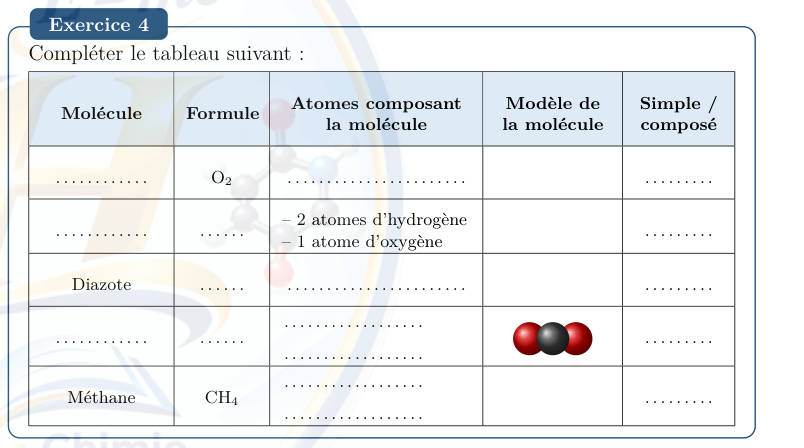 Exercice 4
Compléter le tableau suivant :
Molécule Formule Atomes composant la molécule Modèle de la molécule Simple / composé
............ O₂ ....................... .........
............ ...... – 2 atomes d'hydrogène .........
– 1 atome d'oxygène
Diazote ...... ....................... .........
............ ...... .................. .........
..................
Méthane CH₄ .................. .........
..................
Chimie